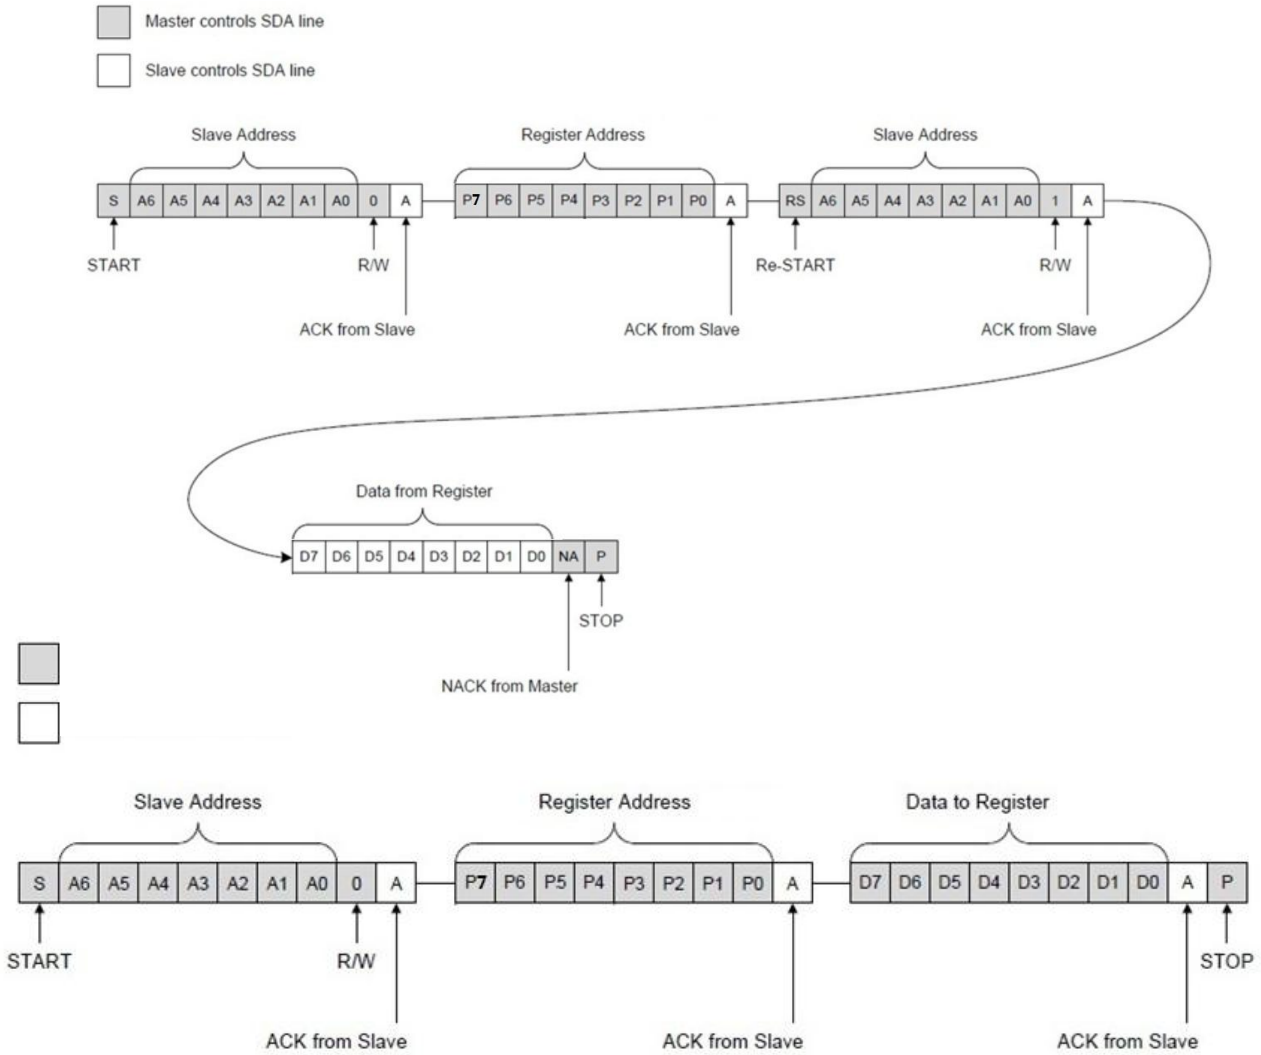 Master controls SDA line
Slave controls SDA line
Slave Address Register Address Slave Address
S A6 A5 A4 A3 A2 A1 A0 0 A P7 P6 P5 P4 P3 P2 P1 P0 A RS A6 A5 A4 A3 A2 A1 A0 1 A
START R/W Re-START R/W
ACK from Slave ACK from Slave ACK from Slave
Data from Register
D7 D6 D5 D4 D3 D2 D1 D0 NA P
STOP
NACK from Master
Slave Address Register Address Data to Register
S A6 A5 A4 A3 A2 A1 A0 0 A P7 P6 P5 P4 P3 P2 P1 P0 A D7 D6 D5 D4 D3 D2 D1 D0 A P
START R/W STOP
ACK from Slave ACK from Slave ACK from Slave